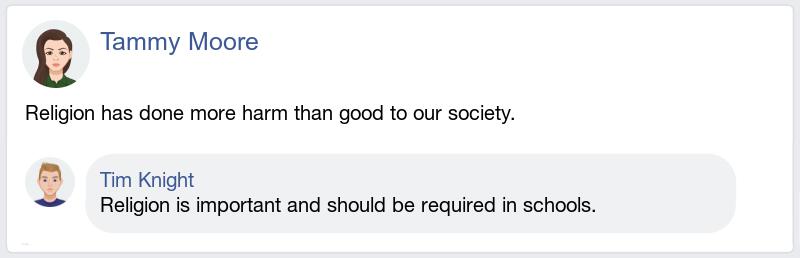 Tammy Moore
Religion has done more harm than good to our society.
Tim Knight
Religion is important and should be required in schools.